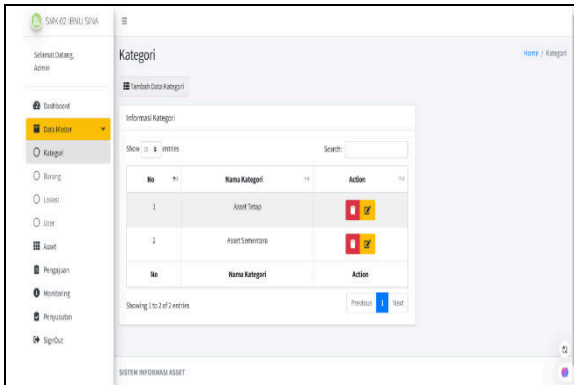 SMK 02 IBNU SINA
Selamat Datang,
Admin
Dashboard
Data Master
Kategori
Barang
Lokasi
User
Asset
Pengajuan
Monitoring
Penyusutan
SignOut
Kategori
Home / Kategori
Tambah Data Kategori
Informasi Kategori
Show 10 entries
Search:
No Nama Kategori Action
1 Asset Tetap
2 Asset Sementara
No Nama Kategori Action
Showing 1 to 2 of 2 entries
Previous 1 Next
SISTEM INFORMASI ASSET